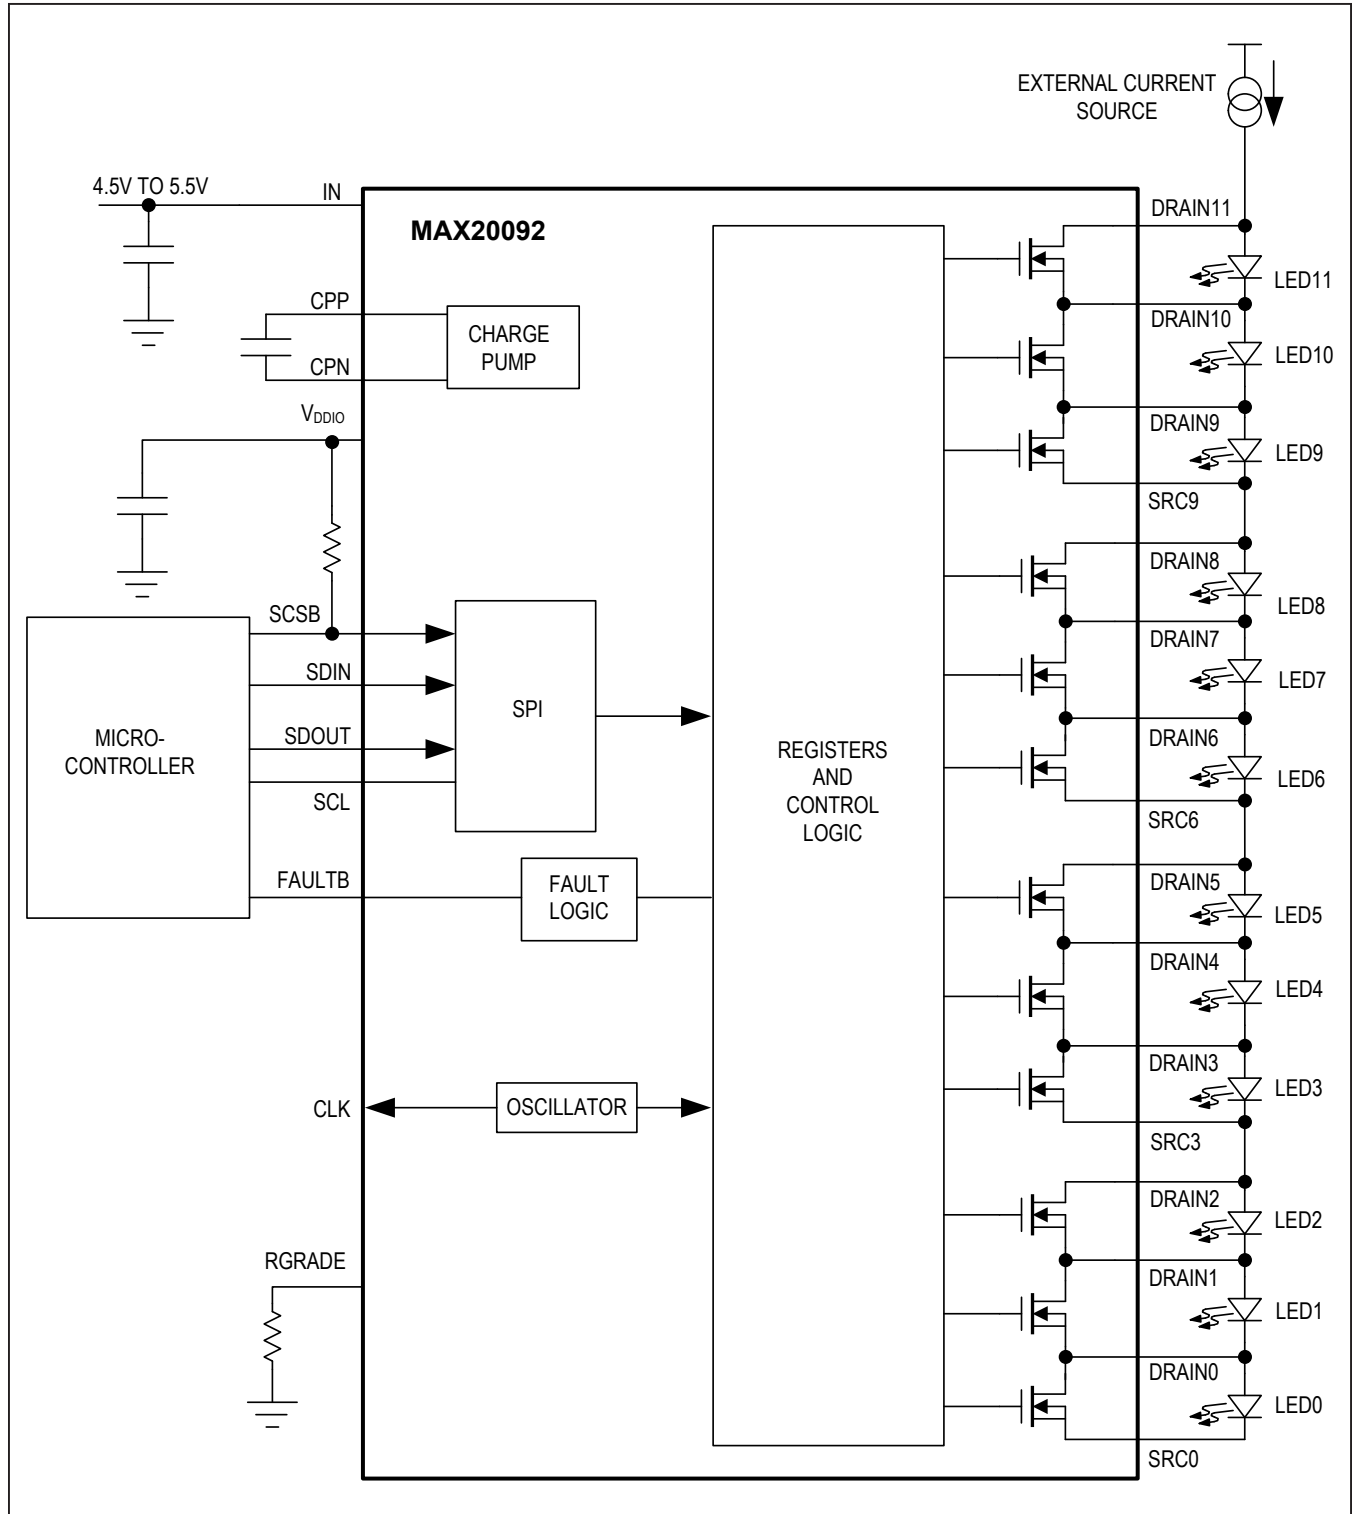 EXTERNAL CURRENT
SOURCE
4.5V TO 5.5V
IN
MAX20092
DRAIN11
LED11
CPP
CHARGE
PUMP
CPN
DRAIN10
LED10
VDDIO
DRAIN9
LED9
SRC9
DRAIN8
LED8
SCSB
DRAIN7
LED7
SDIN
SPI
MICRO-
CONTROLLER
SDOUT
SCL
REGISTERS
AND
CONTROL
LOGIC
DRAIN6
LED6
SRC6
FAULTB
FAULT
LOGIC
DRAIN5
LED5
DRAIN4
LED4
DRAIN3
LED3
CLK
OSCILLATOR
SRC3
DRAIN2
LED2
RGRADE
DRAIN1
LED1
DRAIN0
LED0
SRC0